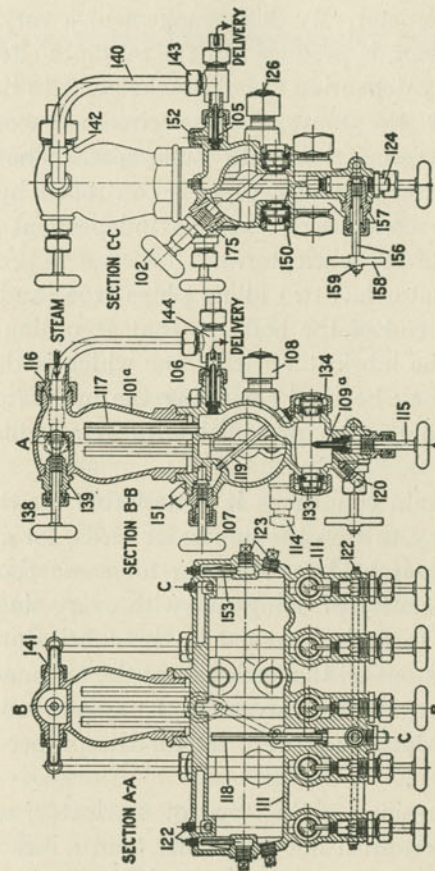 140
143
DELIVERY
142
152
105
126
SECTION C-C
102
175
150
124
157
156
159
158
STEAM
144
DELIVERY
116
A
117
101a
106
108
138
139
SECTION B-B
151
119
107
114
134
109a
133
115
120
A
123
C
153
111
122
141
B
B
SECTION A-A
122
118
111
C